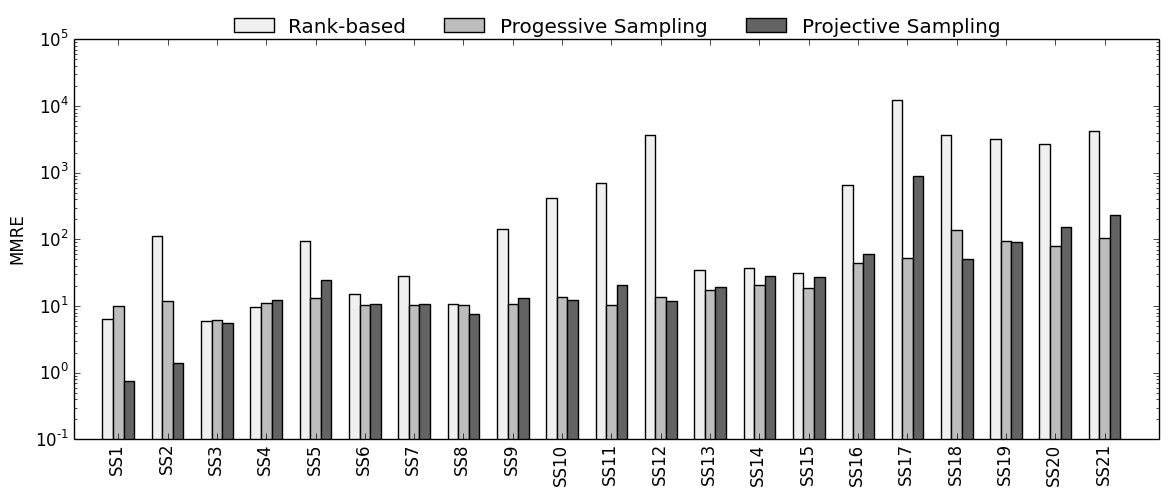 Rank-based Progessive Sampling Projective Sampling
10^5
10^4
10^3
10^2
10^1
10^0
10^-1
MMRE
SS1 SS2 SS3 SS4 SS5 SS6 SS7 SS8 SS9 SS10 SS11 SS12 SS13 SS14 SS15 SS16 SS17 SS18 SS19 SS20 SS21